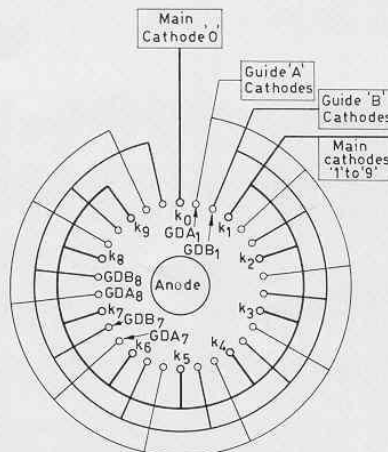 Main
Cathode 'O'
Guide 'A'
Cathodes
Guide 'B'
Cathodes
Main
cathodes
'1' to '9'
k0
GDA1
GDB1
k1
k2
k3
k4
k5
k6
GDA7
GDB7
k7
GDA8
GDB8
k8
k9
Anode